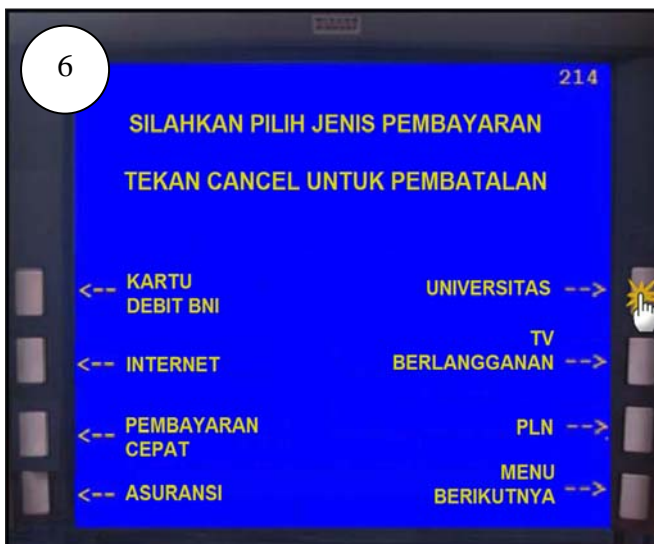 6
214
SILAHKAN PILIH JENIS PEMBAYARAN
TEKAN CANCEL UNTUK PEMBATALAN
<-- KARTU
DEBIT BNI
UNIVERSITAS -->
<-- INTERNET
TV
BERLANGGANAN -->
<-- PEMBAYARAN
CEPAT
PLN -->
<-- ASURANSI
MENU
BERIKUTNYA -->